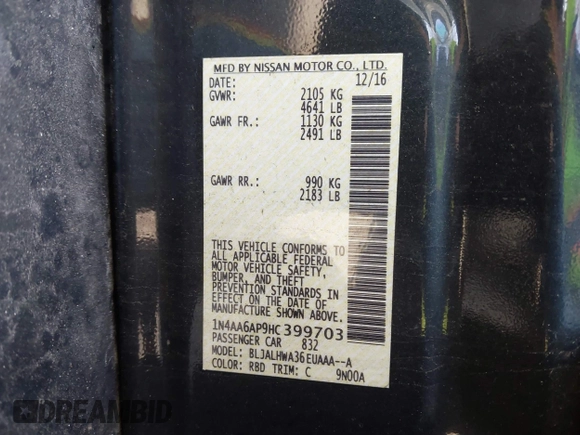 MFD BY NISSAN MOTOR CO., LTD.
DATE: 12/16
GVWR: 2105 KG
4641 LB
GAWR FR.: 1130 KG
2491 LB
GAWR RR.: 990 KG
2183 LB
THIS VEHICLE CONFORMS TO
ALL APPLICABLE FEDERAL
MOTOR VEHICLE SAFETY,
BUMPER, AND THEFT
PREVENTION STANDARDS IN
EFFECT ON THE DATE OF
MANUFACTURE SHOWN ABOVE.
1N4AA6AP9HC399703
PASSENGER CAR 832
MODEL: BLJALHWA36EUAAA--A
COLOR: RBD TRIM: C 9N00A
DREAMBID